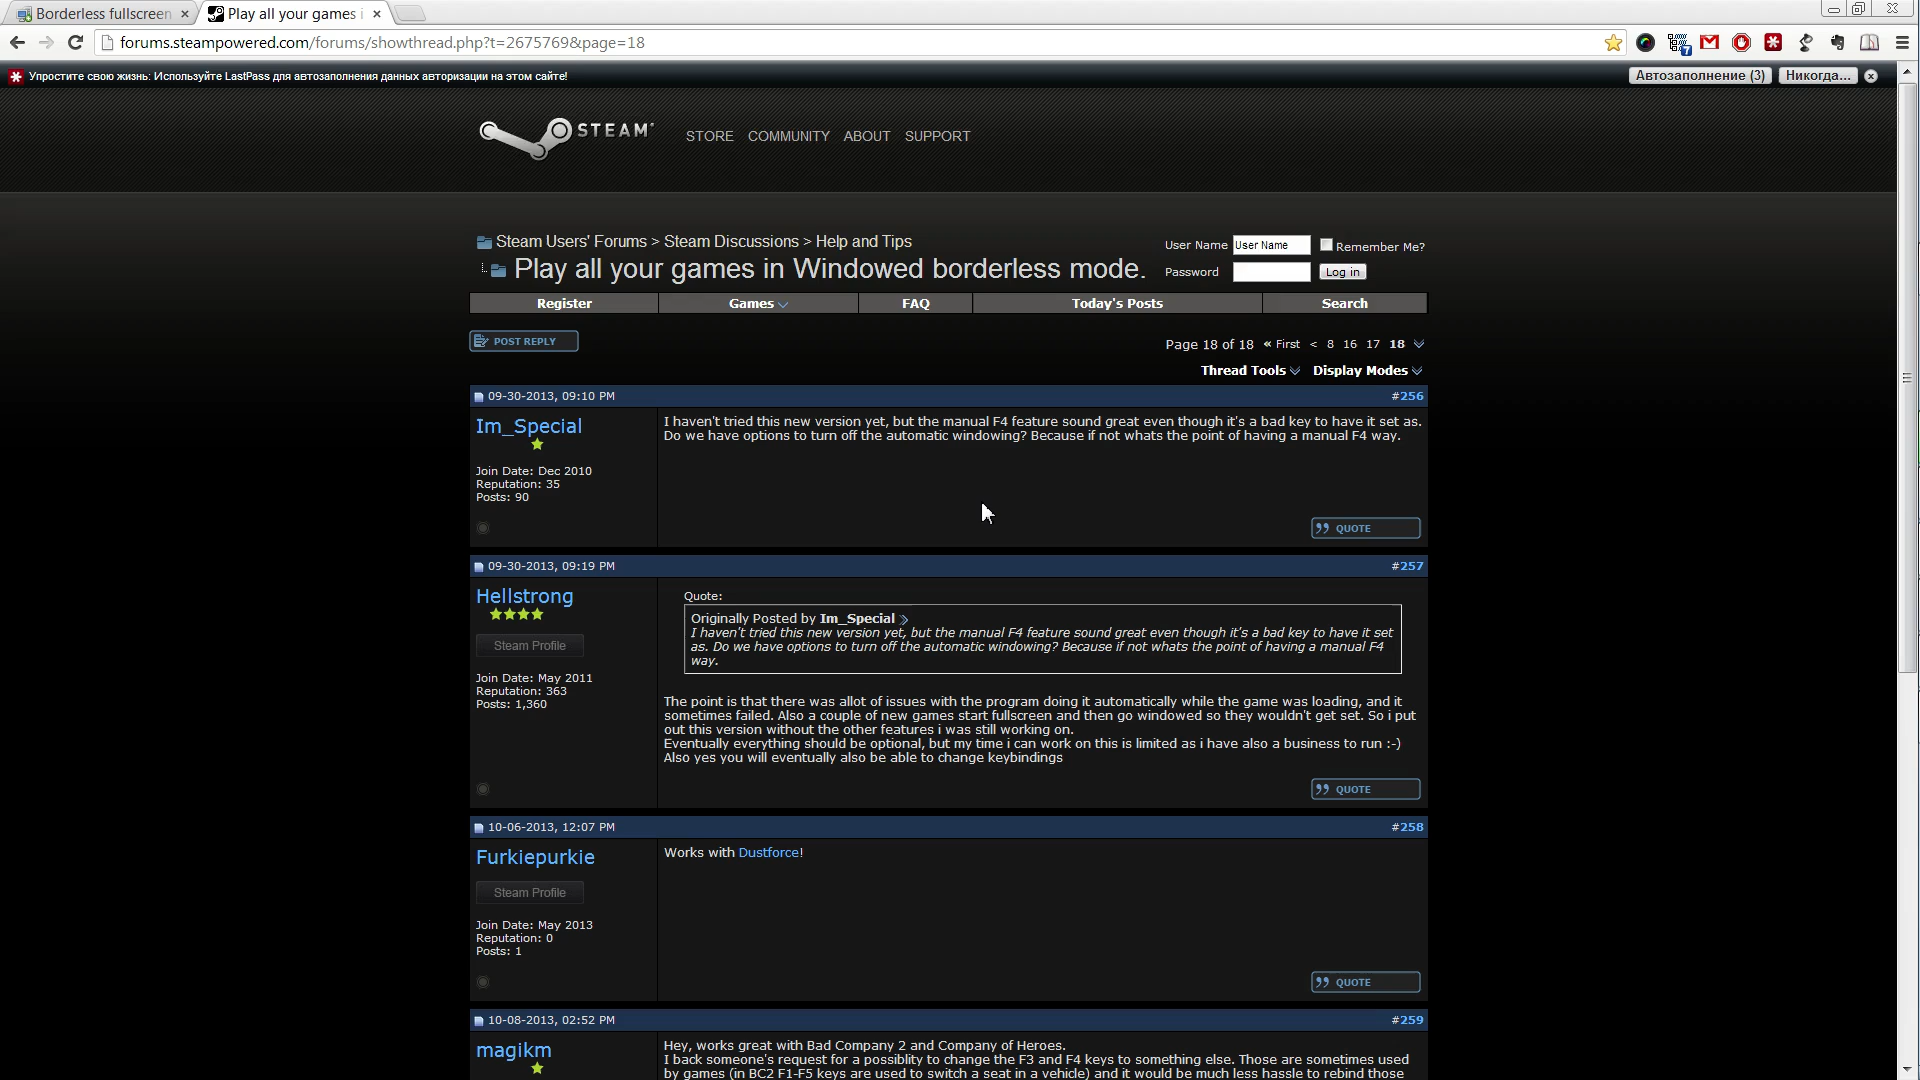 Borderless fullscreen
Play all your games i
forums.steampowered.com/forums/showthread.php?t=2675769&page=18
7
Упростите свою жизнь: Используйте LastPass для автозаполнения данных авторизации на этом сайте!
Автозаполнение (3)
Никогда...
STEAM
STORE COMMUNITY ABOUT SUPPORT
Steam Users' Forums > Steam Discussions > Help and Tips
Play all your games in Windowed borderless mode.
User Name User Name Remember Me?
Password Log in
Register Games FAQ Today's Posts Search
POST REPLY
Page 18 of 18 « First < 8 16 17 18
Thread Tools Display Modes
09-30-2013, 09:10 PM #256
Im_Special
Join Date: Dec 2010
Reputation: 35
Posts: 90
I haven't tried this new version yet, but the manual F4 feature sound great even though it's a bad key to have it set as.
Do we have options to turn off the automatic windowing? Because if not whats the point of having a manual F4 way.
QUOTE
09-30-2013, 09:19 PM #257
Hellstrong
Steam Profile
Join Date: May 2011
Reputation: 363
Posts: 1,360
Quote:
Originally Posted by Im_Special
I haven't tried this new version yet, but the manual F4 feature sound great even though it's a bad key to have it set
as. Do we have options to turn off the automatic windowing? Because if not whats the point of having a manual F4
way.
The point is that there was allot of issues with the program doing it automatically while the game was loading, and it
sometimes failed. Also a couple of new games start fullscreen and then go windowed so they wouldn't get set. So i put
out this version without the other features i was still working on.
Eventually everything should be optional, but my time i can work on this is limited as i have also a business to run :-)
Also yes you will eventually also be able to change keybindings
QUOTE
10-06-2013, 12:07 PM #258
Furkiepurkie
Steam Profile
Join Date: May 2013
Reputation: 0
Posts: 1
Works with Dustforce!
QUOTE
10-08-2013, 02:52 PM #259
magikm
Hey, works great with Bad Company 2 and Company of Heroes.
I back someone's request for a possiblity to change the F3 and F4 keys to something else. Those are sometimes used
by games (in BC2 F1-F5 keys are used to switch a seat in a vehicle) and it would be much less hassle to rebind those